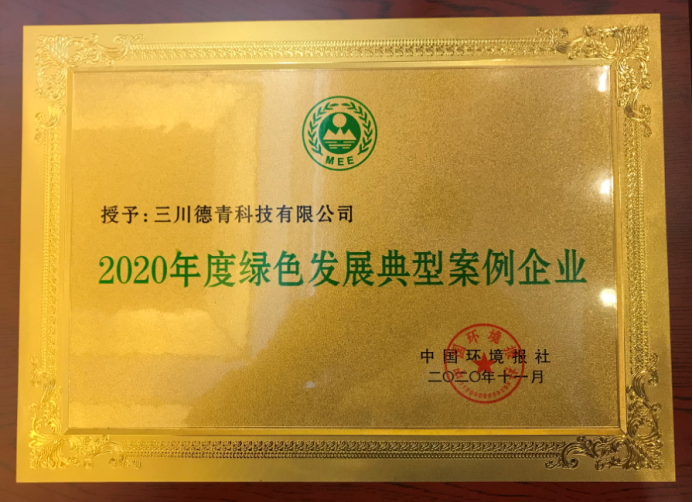 MEE
授予:三川德青科技有限公司
2020年度绿色发展典型案例企业
中国环境报社
二〇二〇年十一月